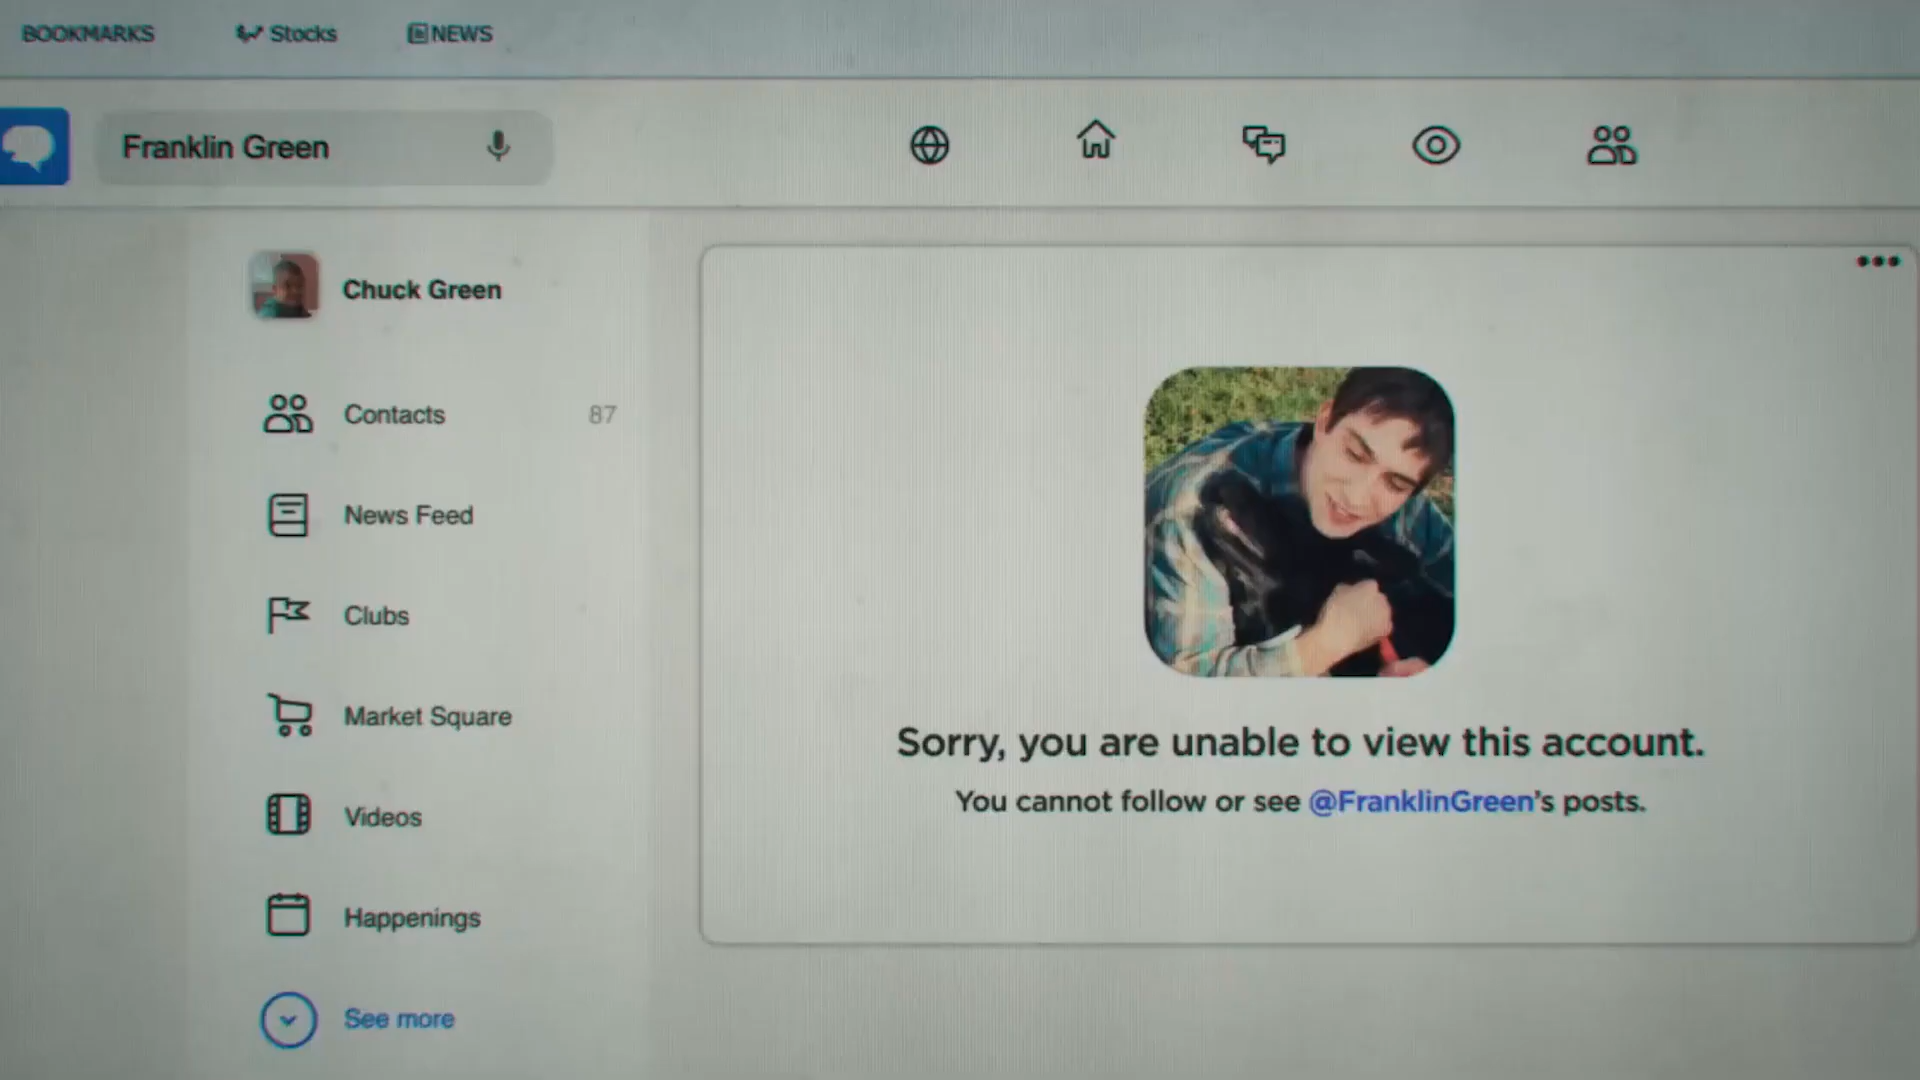 BOOKMARKS
Stocks
NEWS
Franklin Green
Chuck Green
Contacts 87
News Feed
Clubs
Market Square
Videos
Happenings
See more
Sorry, you are unable to view this account.
You cannot follow or see @FranklinGreen's posts.